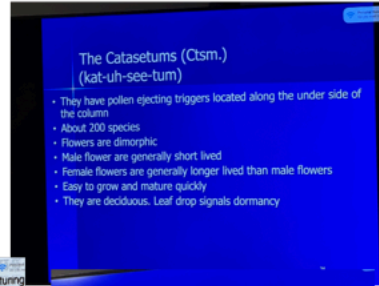 The Catasetums (Ctsm.)
(kat-uh-see-tum)
• They have pollen ejecting triggers located along the under side of
the column
• About 200 species
• Flowers are dimorphic
• Male flower are generally short lived
• Female flowers are generally longer lived than male flowers
• Easy to grow and mature quickly
• They are deciduous. Leaf drop signals dormancy
turing